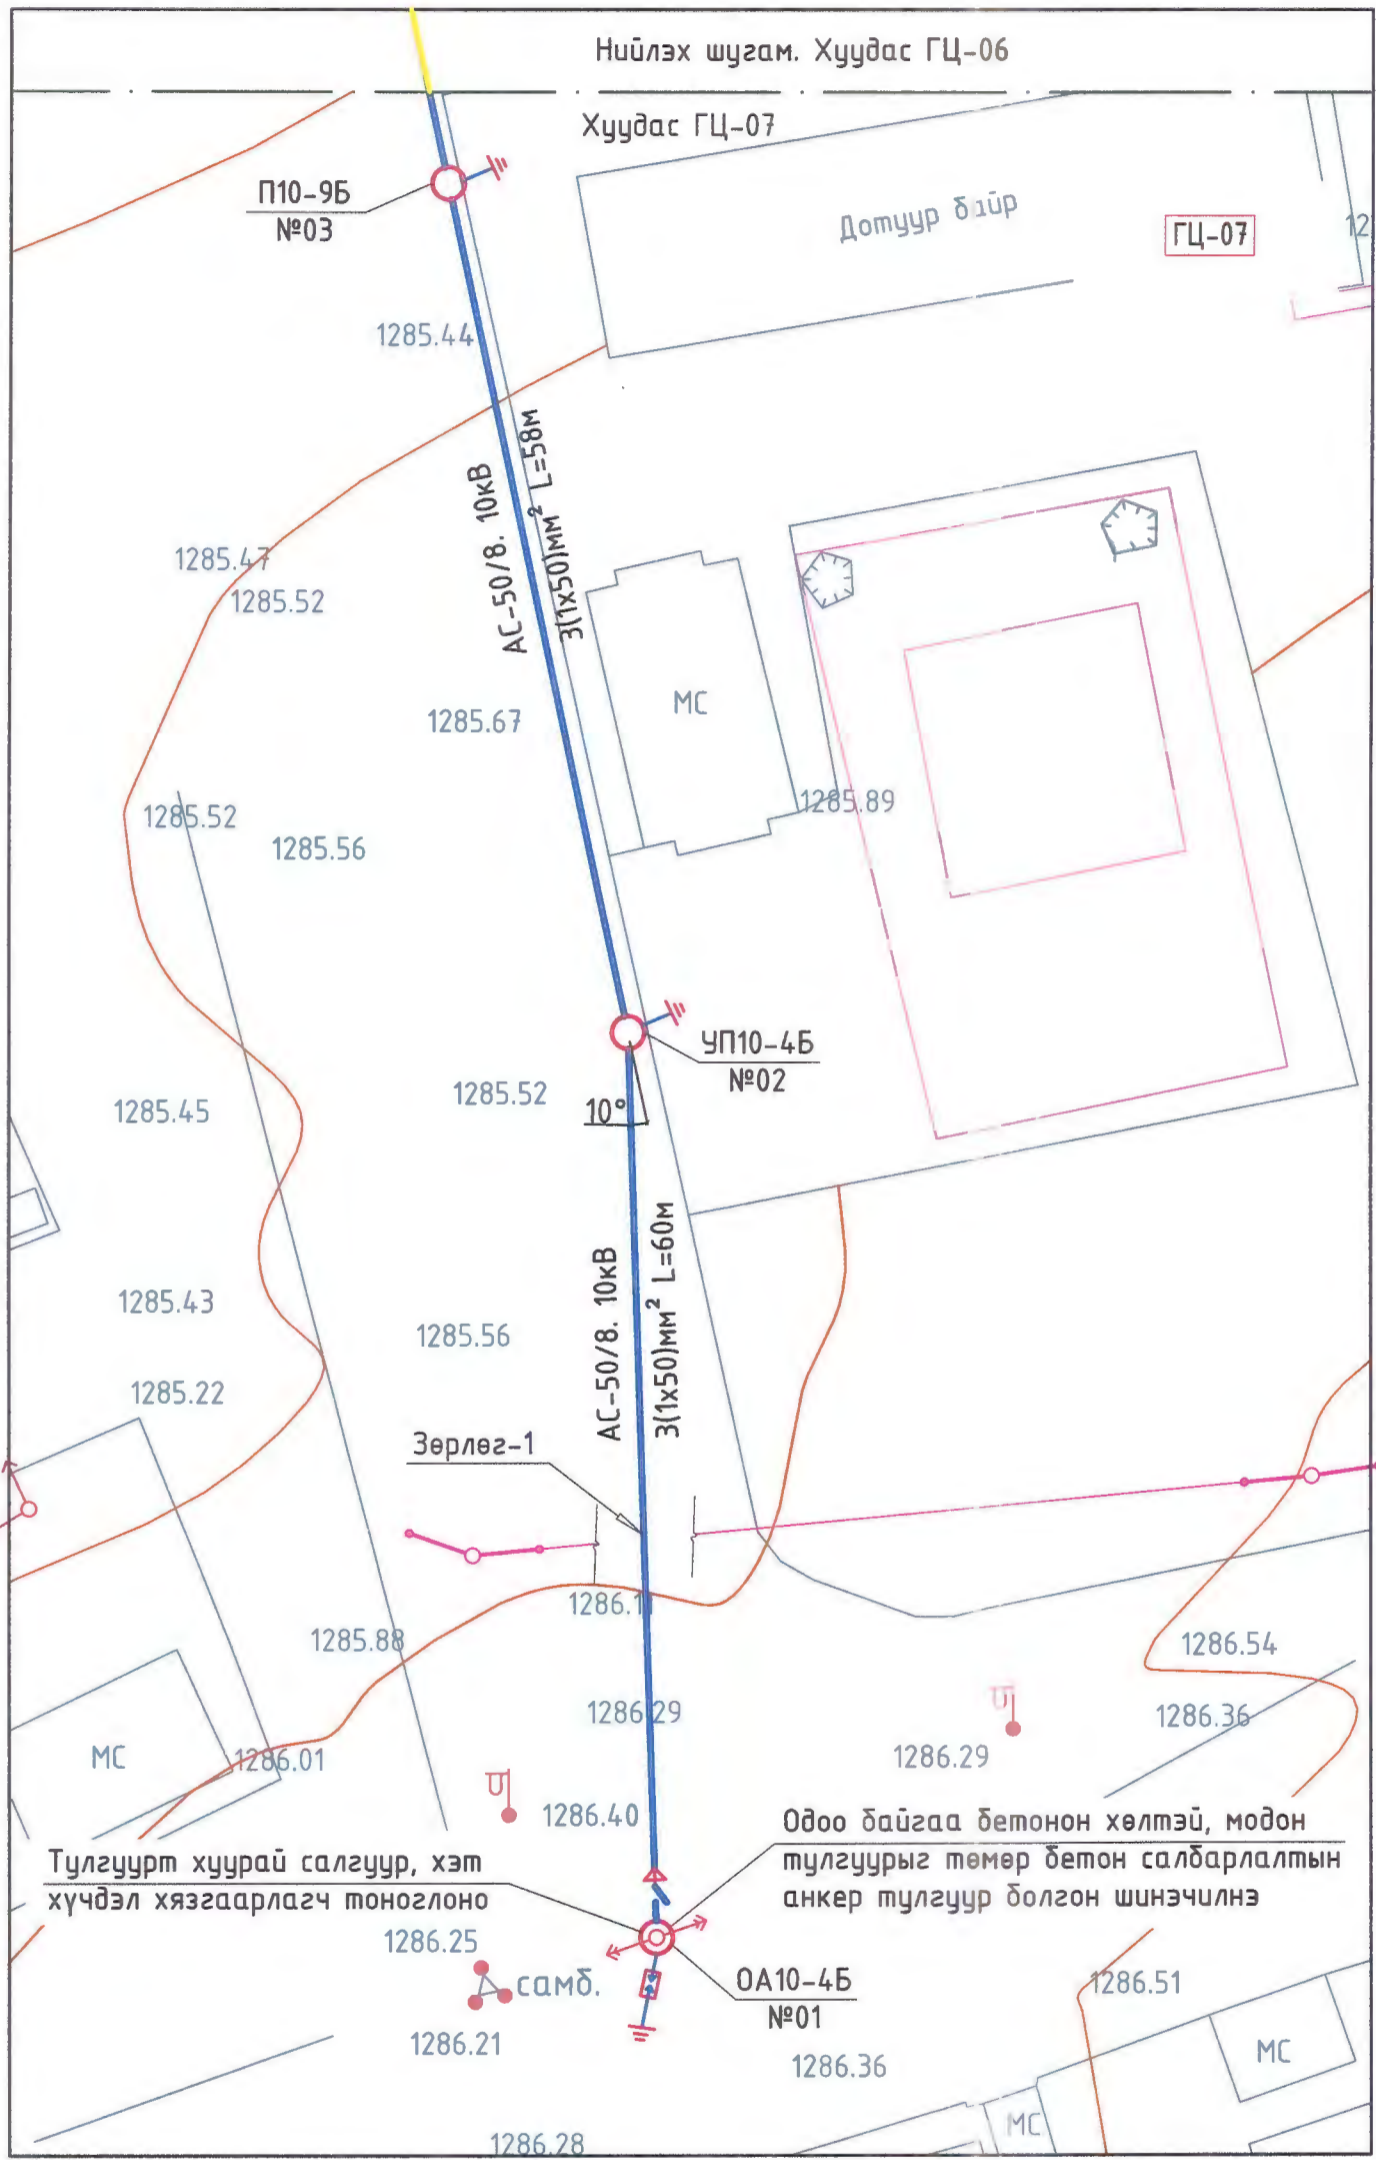 Нийлэх шугам. Хуудас ГЦ-06
Хуудас ГЦ-07
П10-9Б
№03
Дотуур байр
ГЦ-07
12
1285.44
АС-50/8. 10кВ
3(1х50)мм² L=58м
1285.47
1285.52
МС
1285.67
1285.52
1285.89
1285.56
УП10-4Б
№02
1285.52
10°
1285.45
АС-50/8. 10кВ
3(1х50)мм² L=60м
1285.43
1285.56
1285.22
Зөрлөг-1
1286.11
1285.88
1286.54
1286.29
1286.36
МС
1286.01
1286.29
1286.40
Одоо байгаа бетонон хөлтэй, модон
тулгуурыг төмөр бетон салбарлалтын
анкер тулгуур болгон шинэчилнэ
Тулгуурт хуурай салгуур, хэт
хүчдэл хязгаарлагч тоноглоно
1286.25
самб.
ОА10-4Б
№01
1286.51
1286.21
1286.36
МС
МС
1286.28